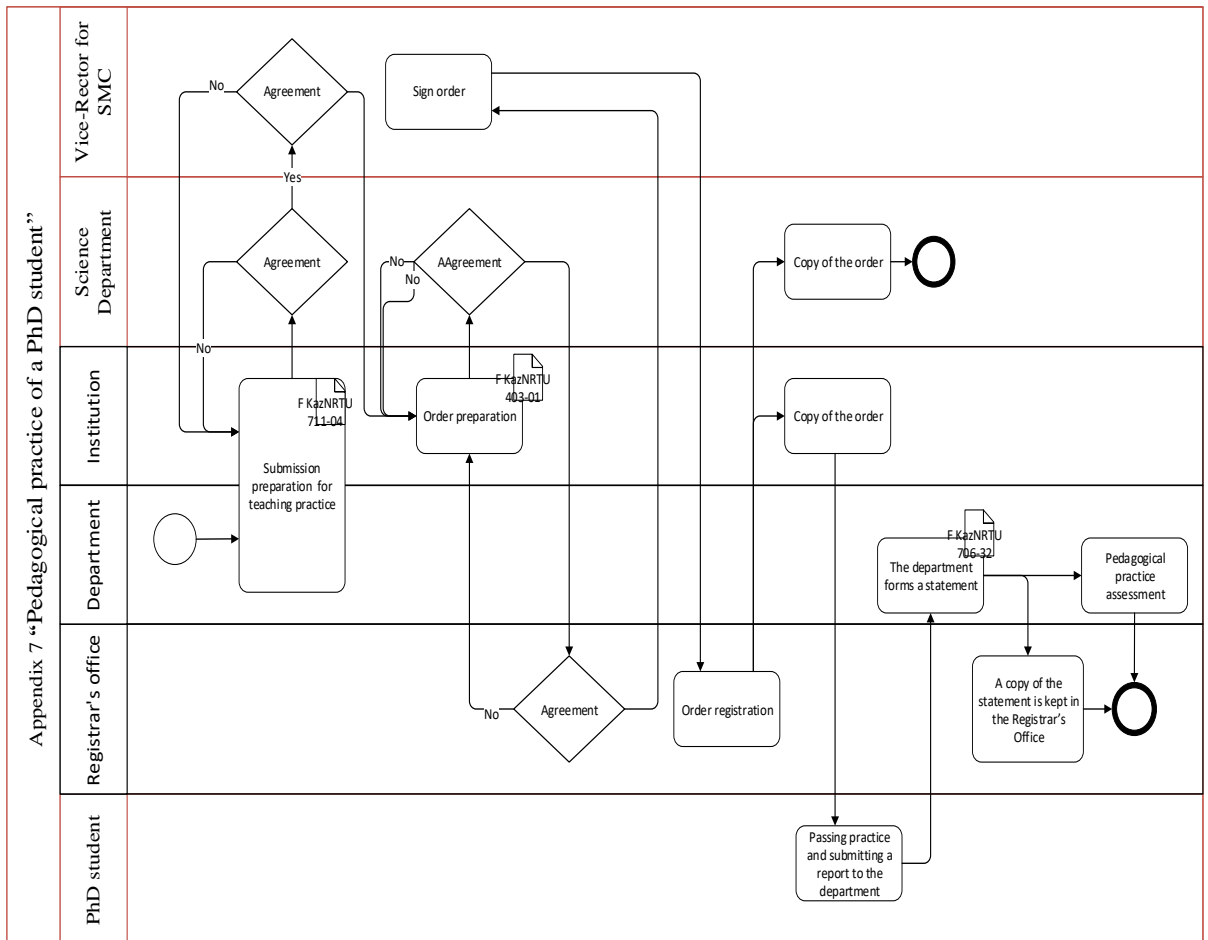 Appendix 7 “Pedagogical practice of a PhD student”
Vice-Rector for
SMC
No
Agreement
Sign order
Yes
Science
Department
Agreement
No
No
AAgreement
Copy of the order
No
Institution
F KazNRTU
711-04
Submission
preparation for
teaching practice
F KazNRTU
403-01
Order preparation
Copy of the order
Department
F KazNRTU
706-32
The department
forms a statement
Pedagogical
practice
assessment
Registrar's office
No
Agreement
Order registration
A copy of the
statement is kept in
the Registrar’s
Office
PhD student
Passing practice
and submitting a
report to the
department